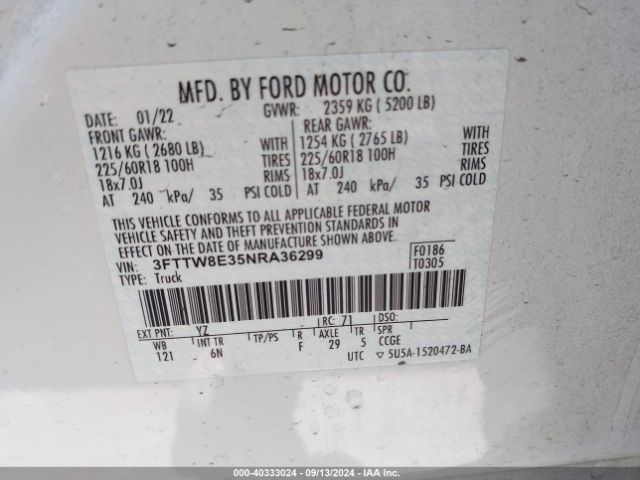 MFD. BY FORD MOTOR CO.
DATE: 01/22 GVWR: 2359 KG ( 5200 LB)
FRONT GAWR: REAR GAWR:
1216 KG ( 2680 LB) WITH 1254 KG ( 2765 LB) WITH
225/60R18 100H TIRES 225/60R18 100H TIRES
18x7.0J RIMS 18x7.0J RIMS
AT 240 kPa/ 35 PSI COLD AT 240 kPa/ 35 PSI COLD
THIS VEHICLE CONFORMS TO ALL APPLICABLE FEDERAL MOTOR
VEHICLE SAFETY AND THEFT PREVENTION STANDARDS IN
EFFECT ON THE DATE OF MANUFACTURE SHOWN ABOVE.
VIN: 3FTTW8E35NRA36299 F0186
TYPE: Truck T0305
EXT PNT: YZ RC: 71 DSO:
WB INT TR TP/PS R AXLE TR SPR
121 6N F 29 5 CCGE
UTC ▽ 5U5A-1520472-BA
000-40333024 - 09/13/2024 - IAAI.COM